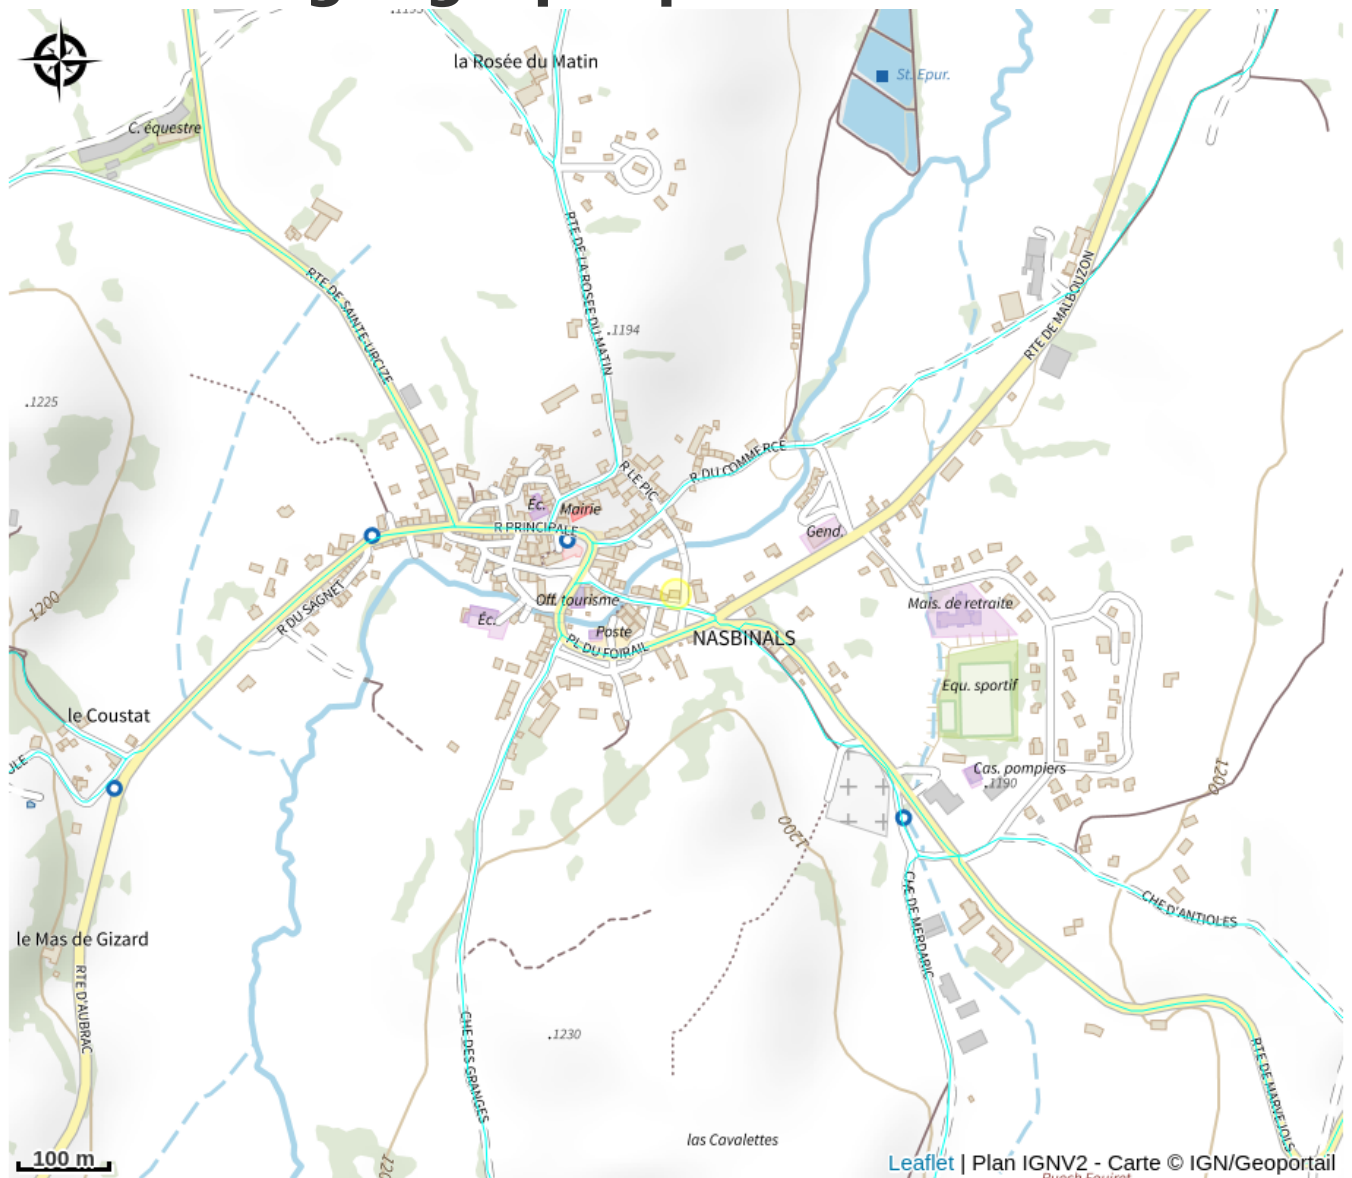 .1195
la Rosée du Matin
St. Epur.
C. équestre
RTE DE LA ROSEE DU MATIN
RTE DE SAINTE-URCIZE
.1194
RTE DE MALBOUZON
.1225
R LE PIC
R DU COMMERCE
Éc.
Mairie
R PRINCIPALE
Gend.
1200
R DU SAGNET
Off. tourisme
Mais. de retraite
Éc.
Poste
NASBINALS
PL DU FOIRAIL
Equ. sportif
le Coustat
ULE
Cas. pompiers
.1190
1200
1200
CHE DE MERDARIC
CHE D'ANTIOLES
le Mas de Gizard
RTE D'AUBRAC
CHE DES GRANGES
.1230
RTE DE MARVEJOLS
las Cavalettes
100 m
120
Leaflet | Plan IGNV2 - Carte © IGN/Geoportail